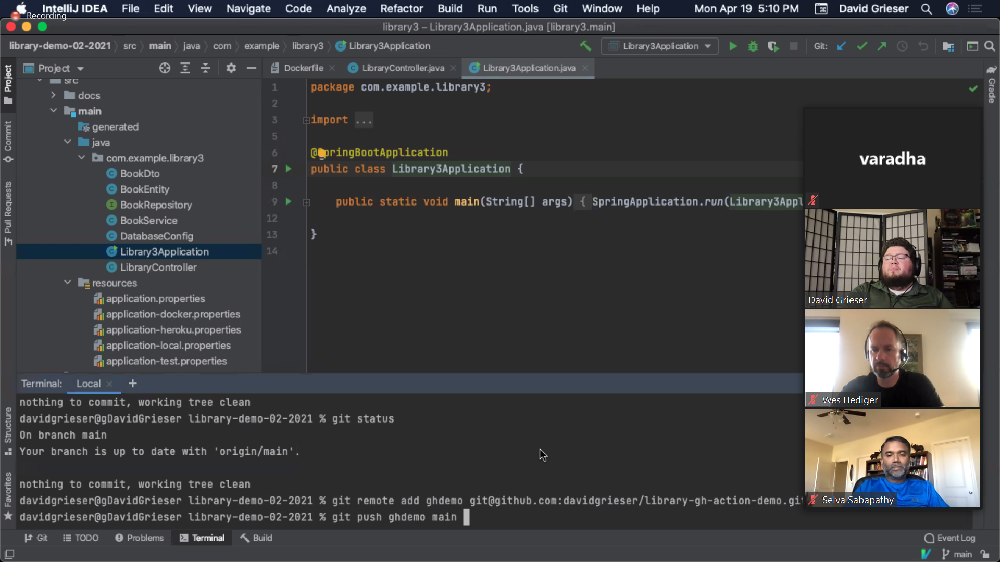 IntelliJ IDEA File Edit View Navigate Code Analyze Refactor Build Run Tools Git Window Help Mon Apr 19 5:10 PM David Grieser
Recording
library3 – Library3Application.java [library3.main]
library-demo-02-2021 src main java com example library3 Library3Application Library3Application Git:
Project Dockerfile LibraryController.java Library3Application.java
src
docs
main
generated
java
com.example.library3
BookDto
BookEntity
BookRepository
BookService
DatabaseConfig
Library3Application
LibraryController
resources
application.properties
application-docker.properties
application-heroku.properties
application-local.properties
application-test.properties
1 package com.example.library3;
2
3 import ...
5
6 @SpringBootApplication
7 public class Library3Application {
8
9 public static void main(String[] args) { SpringApplication.run(Library3Appl
12
13 }
14
Project
Commit
Pull Requests
Structure
Favorites
Gradle
varadha
David Grieser
Wes Hediger
Selva Sabapathy
Terminal: Local +
nothing to commit, working tree clean
davidgrieser@gDavidGrieser library-demo-02-2021 % git status
On branch main
Your branch is up to date with 'origin/main'.
nothing to commit, working tree clean
davidgrieser@gDavidGrieser library-demo-02-2021 % git remote add ghdemo git@github.com:davidgrieser/library-gh-action-demo.git
davidgrieser@gDavidGrieser library-demo-02-2021 % git push ghdemo main
Git TODO Problems Terminal Build Event Log
main